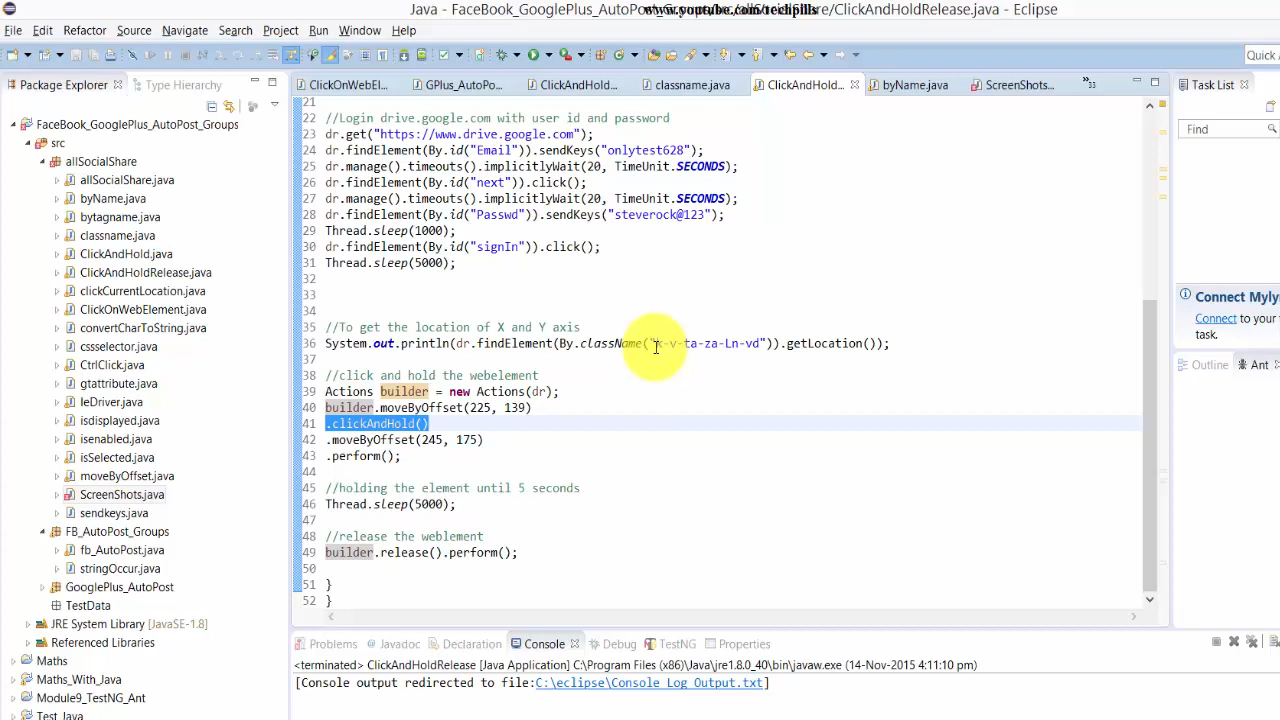 Java - FaceBook_GooglePlus_AutoPost_Groups/src/allSocialShare/ClickAndHoldRelease.java - Eclipse
www.youtube.com/techpills
File Edit Refactor Source Navigate Search Project Run Window Help
Quick A
Package Explorer Type Hierarchy
ClickOnWebEl... GPlus_AutoPo... ClickAndHold... classname.java ClickAndHold... byName.java ScreenShots... »33
Task List
Find
FaceBook_GooglePlus_AutoPost_Groups
src
allSocialShare
allSocialShare.java
byName.java
bytagname.java
classname.java
ClickAndHold.java
ClickAndHoldRelease.java
clickCurrentLocation.java
ClickOnWebElement.java
convertCharToString.java
cssselector.java
CtrlClick.java
gtattribute.java
IeDriver.java
isdisplayed.java
isenabled.java
isSelected.java
moveByOffset.java
ScreenShots.java
sendkeys.java
FB_AutoPost_Groups
fb_AutoPost.java
stringOccur.java
GooglePlus_AutoPost
TestData
JRE System Library [JavaSE-1.8]
Referenced Libraries
Maths
Maths_With_Java
Module9_TestNG_Ant
Test_Java
21
22 //Login drive.google.com with user id and password
23 dr.get("https://www.drive.google.com");
24 dr.findElement(By.id("Email")).sendKeys("onlytest628");
25 dr.manage().timeouts().implicitlyWait(20, TimeUnit.SECONDS);
26 dr.findElement(By.id("next")).click();
27 dr.manage().timeouts().implicitlyWait(20, TimeUnit.SECONDS);
28 dr.findElement(By.id("Passwd")).sendKeys("steverock@123");
29 Thread.sleep(1000);
30 dr.findElement(By.id("signIn")).click();
31 Thread.sleep(5000);
32
33
34
35 //To get the location of X and Y axis
36 System.out.println(dr.findElement(By.className("k-v-ta-za-Ln-vd")).getLocation());
37
38 //click and hold the webelement
39 Actions builder = new Actions(dr);
40 builder.moveByOffset(225, 139)
41 .clickAndHold()
42 .moveByOffset(245, 175)
43 .perform();
44
45 //holding the element until 5 seconds
46 Thread.sleep(5000);
47
48 //release the weblement
49 builder.release().perform();
50
51 }
52 }
Connect Myly
Connect to your
task.
Outline Ant
Problems Javadoc Declaration Console Debug TestNG Properties
<terminated> ClickAndHoldRelease [Java Application] C:\Program Files (x86)\Java\jre1.8.0_40\bin\javaw.exe (14-Nov-2015 4:11:10 pm)
[Console output redirected to file:C:\eclipse\Console Log Output.txt]